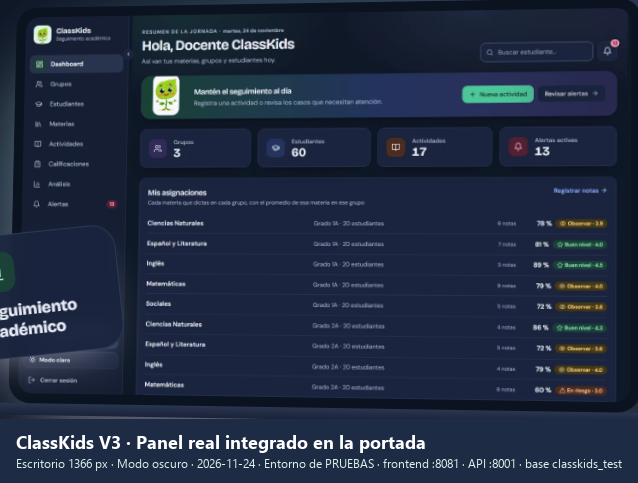 ClassKids
Seguimiento académico
Dashboard
Grupos
Estudiantes
Materias
Actividades
Calificaciones
Análisis
Alertas
13
Modo claro
Cerrar sesión
guimiento
adémico
RESUMEN DE LA JORNADA · martes, 24 de noviembre
Hola, Docente ClassKids
Así van tus materias, grupos y estudiantes hoy.
Buscar estudiante...
Mantén el seguimiento al día
Registra una actividad o revisa los casos que necesitan atención.
+ Nueva actividad
Revisar alertas →
Grupos
3
Estudiantes
60
Actividades
17
Alertas activas
13
Mis asignaciones
Cada materia que dictas en cada grupo, con el promedio de esa materia en ese grupo
Registrar notas →
Ciencias Naturales Grado 1A · 20 estudiantes 6 notas 78 % Observar · 3.9
Español y Literatura Grado 1A · 20 estudiantes 7 notas 81 % Buen nivel · 4.0
Inglés Grado 1A · 20 estudiantes 3 notas 89 % Buen nivel · 4.5
Matemáticas Grado 1A · 20 estudiantes notas 79 % Observar · 4.0
Sociales Grado 1A · 20 estudiantes 5 notas 72 % Observar · 3.6
Ciencias Naturales Grado 2A · 20 estudiantes 4 notas 86 % Buen nivel · 4.3
Español y Literatura Grado 2A · 20 estudiantes 5 notas 72 % Observar · 3.6
Inglés Grado 2A · 20 estudiantes 4 notas 79 % Observar · 4.0
Matemáticas Grado 2A · 20 estudiantes notas 60 % En riesgo · 3.0
ClassKids V3 · Panel real integrado en la portada
Escritorio 1366 px · Modo oscuro · 2026-11-24 · Entorno de PRUEBAS · frontend :8081 · API :8001 · base classkids_test